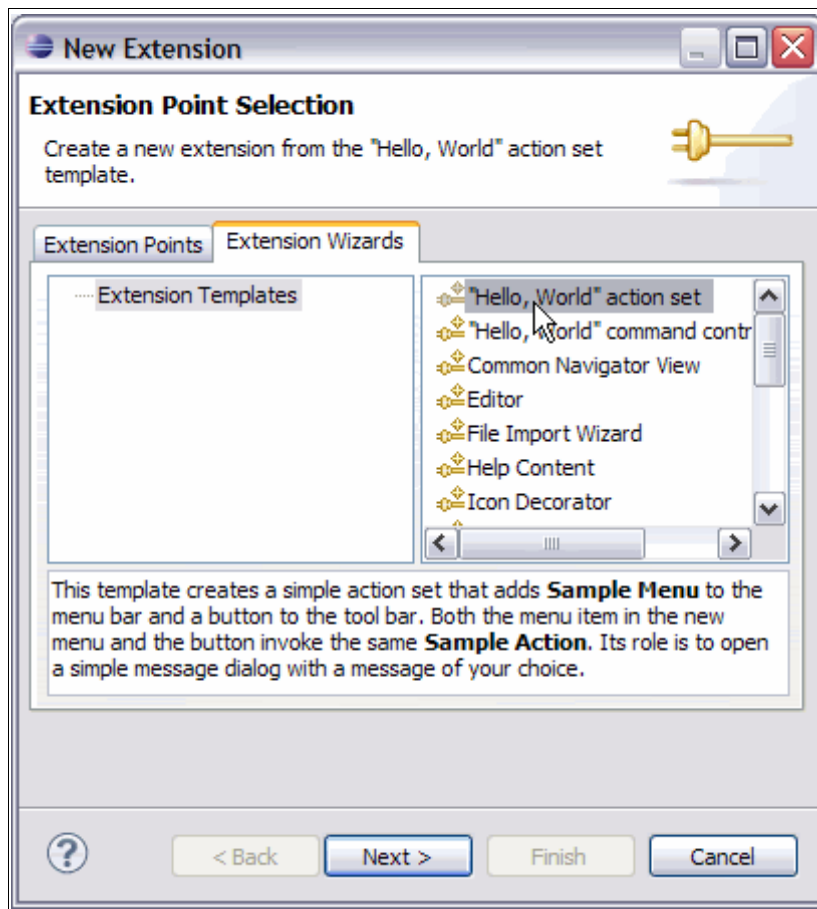 New Extension
Extension Point Selection
Create a new extension from the "Hello, World" action set
template.
Extension Points
Extension Wizards
Extension Templates
"Hello, World" action set
"Hello, World" command contr
Common Navigator View
Editor
File Import Wizard
Help Content
Icon Decorator
This template creates a simple action set that adds Sample Menu to the
menu bar and a button to the tool bar. Both the menu item in the new
menu and the button invoke the same Sample Action. Its role is to open
a simple message dialog with a message of your choice.
?
< Back
Next >
Finish
Cancel